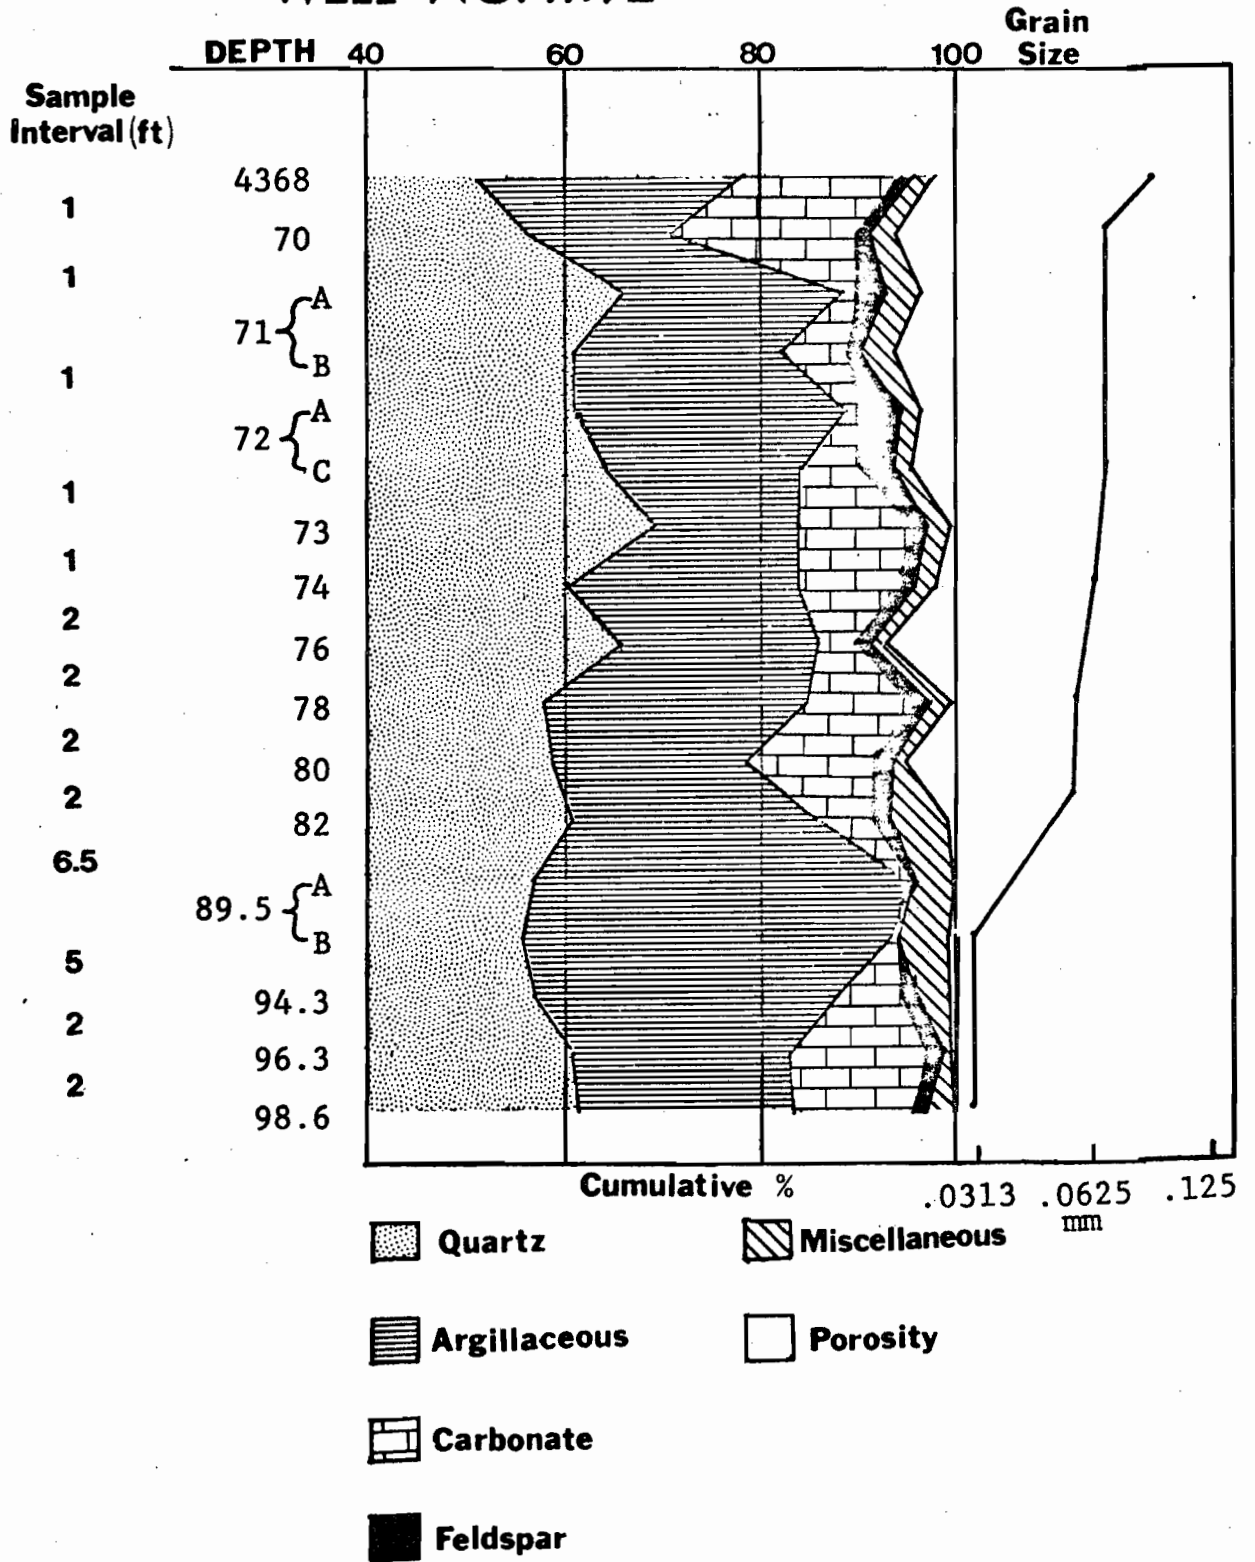 Grain
Size
DEPTH 40 60 80 100
Sample
Interval (ft)
4368
1
70
1
A
71
B
1
A
72
C
1
73
1
74
2
76
2
78
2
80
2
82
6.5
A
89.5
B
5
94.3
2
96.3
2
98.6
Cumulative %
.0313 .0625 .125
mm
Quartz
Miscellaneous
Argillaceous
Porosity
Carbonate
Feldspar